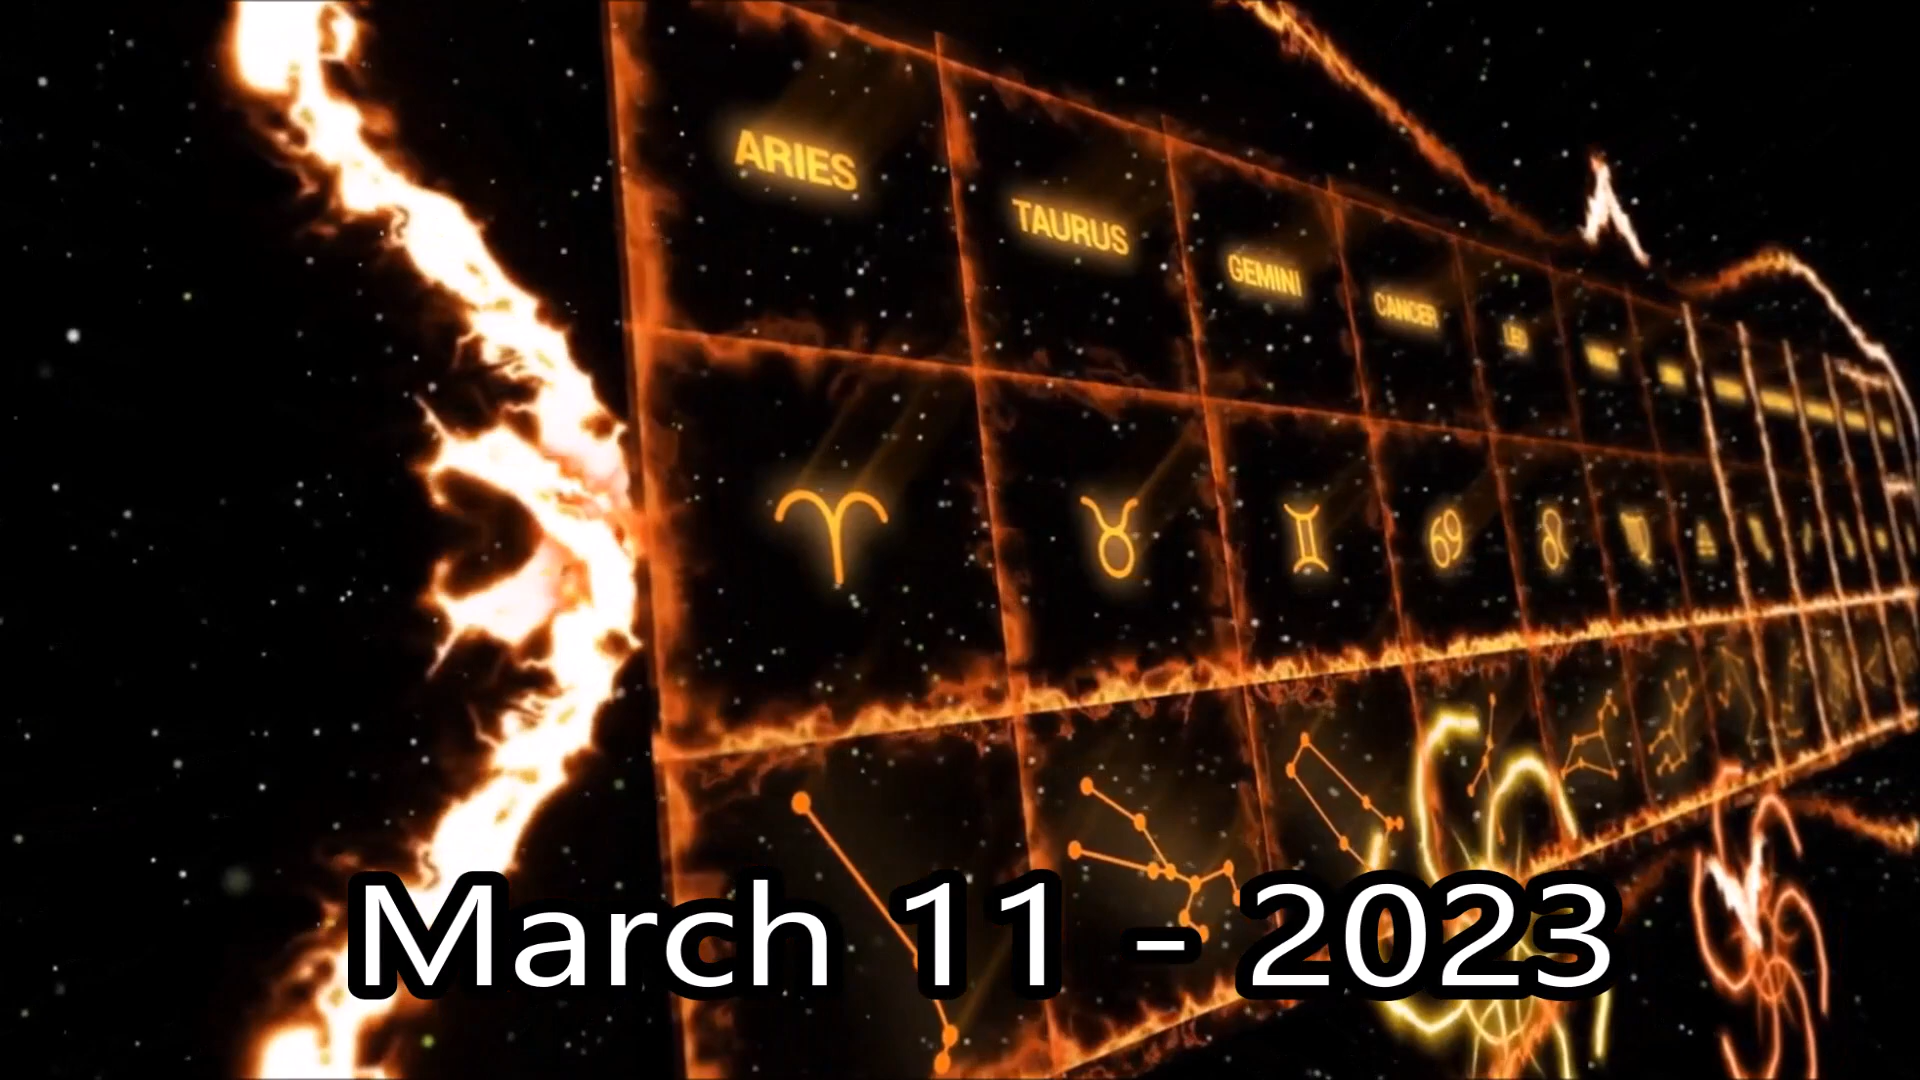 ARIES
TAURUS
GEMINI
CANCER
LEO
March 11 - 2023